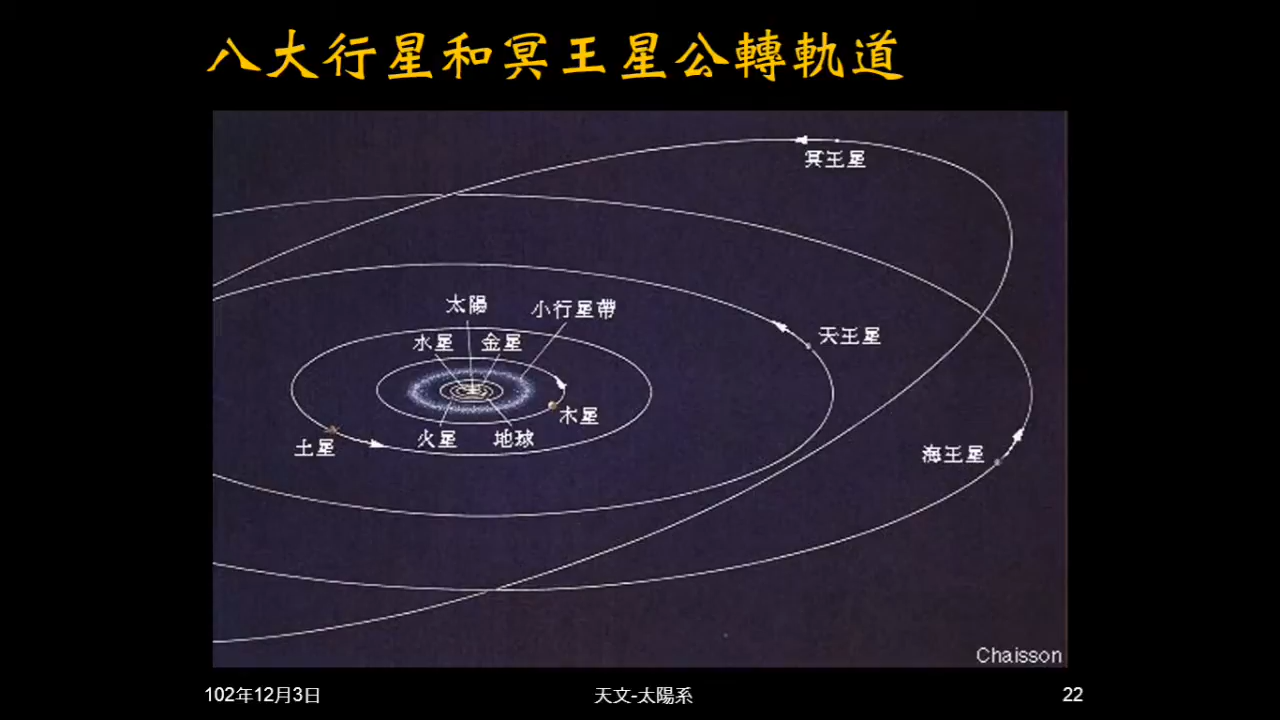 八大行星和冥王星公轉軌道
冥王星
太陽
小行星帶
天王星
水星
金星
木星
土星
火星
地球
海王星
Chaisson
102年12月3日
天文-太陽系
22